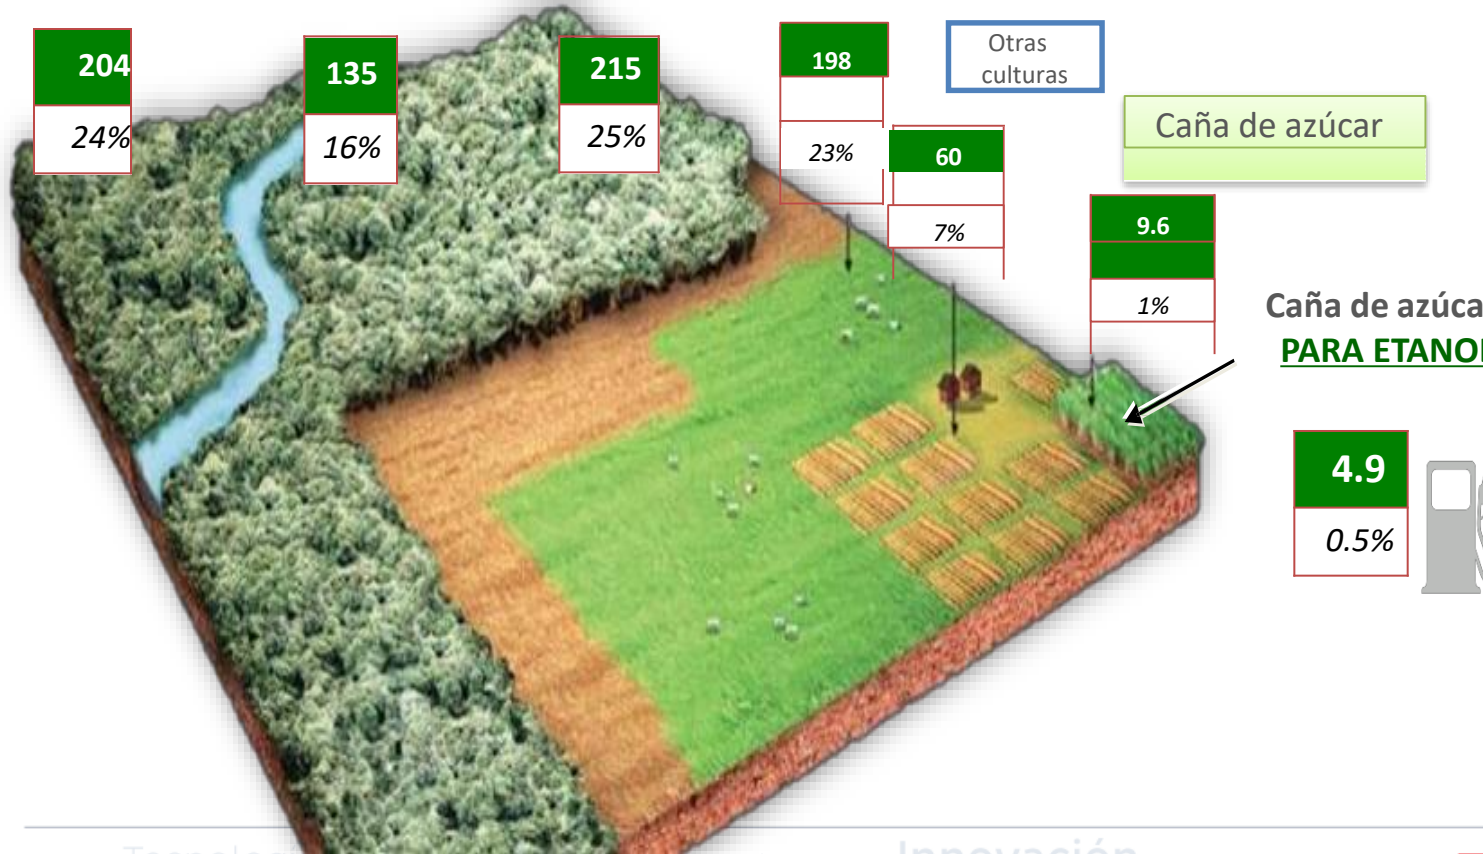 204
24%
135
16%
215
25%
198
23%
Otras
culturas
60
7%
Caña de azúcar
9.6
1%
Caña de azúca
PARA ETANOL
4.9
0.5%
Innovación